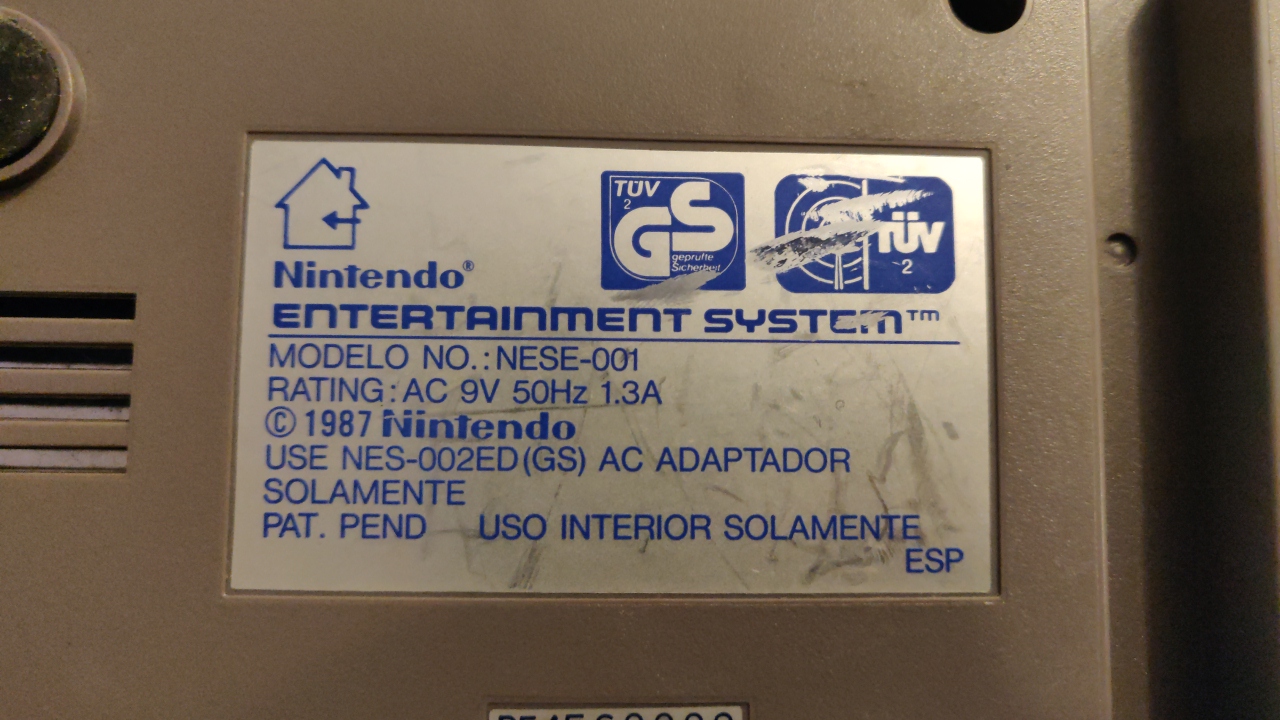 TÜV
2
GS
geprüfte
Sicherheit
TÜV
2
Nintendo®
ENTERTAINMENT SYSTEM™
MODELO NO.: NESE-001
RATING: AC 9V 50Hz 1.3A
© 1987 Nintendo
USE NES-002ED(GS) AC ADAPTADOR
SOLAMENTE
PAT. PEND USO INTERIOR SOLAMENTE
ESP